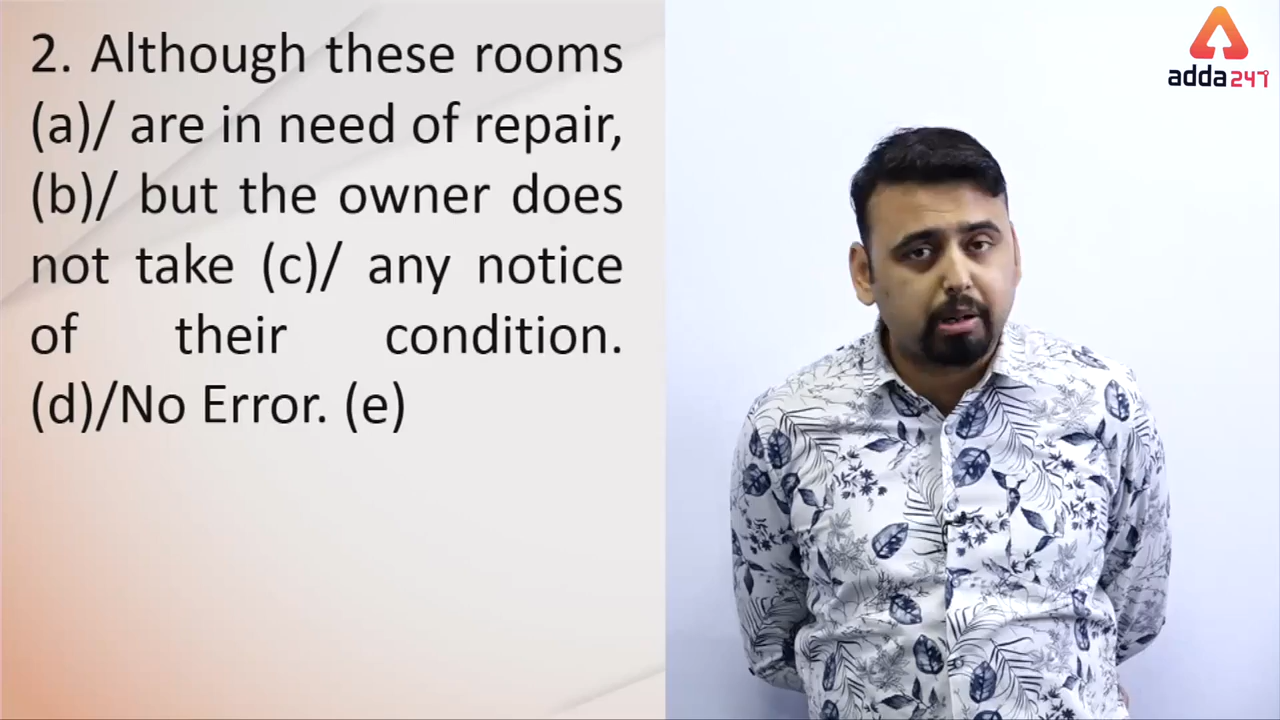 2. Although these rooms
(a)/ are in need of repair,
(b)/ but the owner does
not take (c)/ any notice
of their condition.
(d)/No Error. (e)
adda247